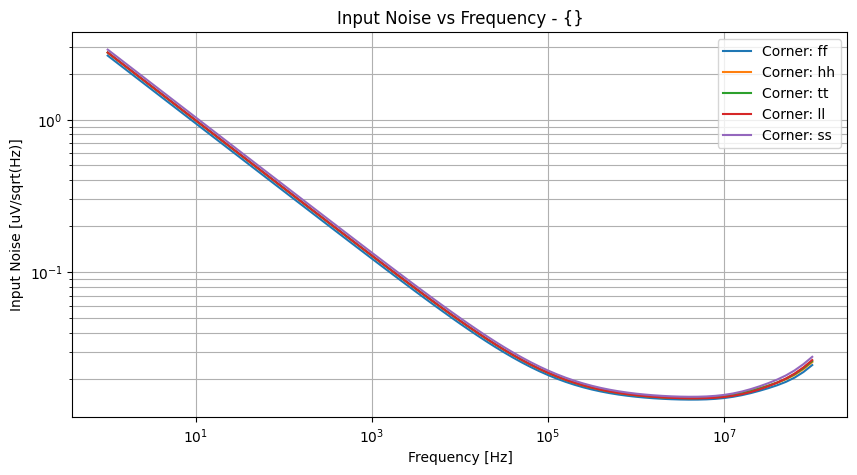 Input Noise vs Frequency - {}
Corner: ff
Corner: hh
Corner: tt
Corner: ll
Corner: ss
Input Noise [uV/sqrt(Hz)]
10⁰
10⁻¹
10¹
10³
10⁵
10⁷
Frequency [Hz]